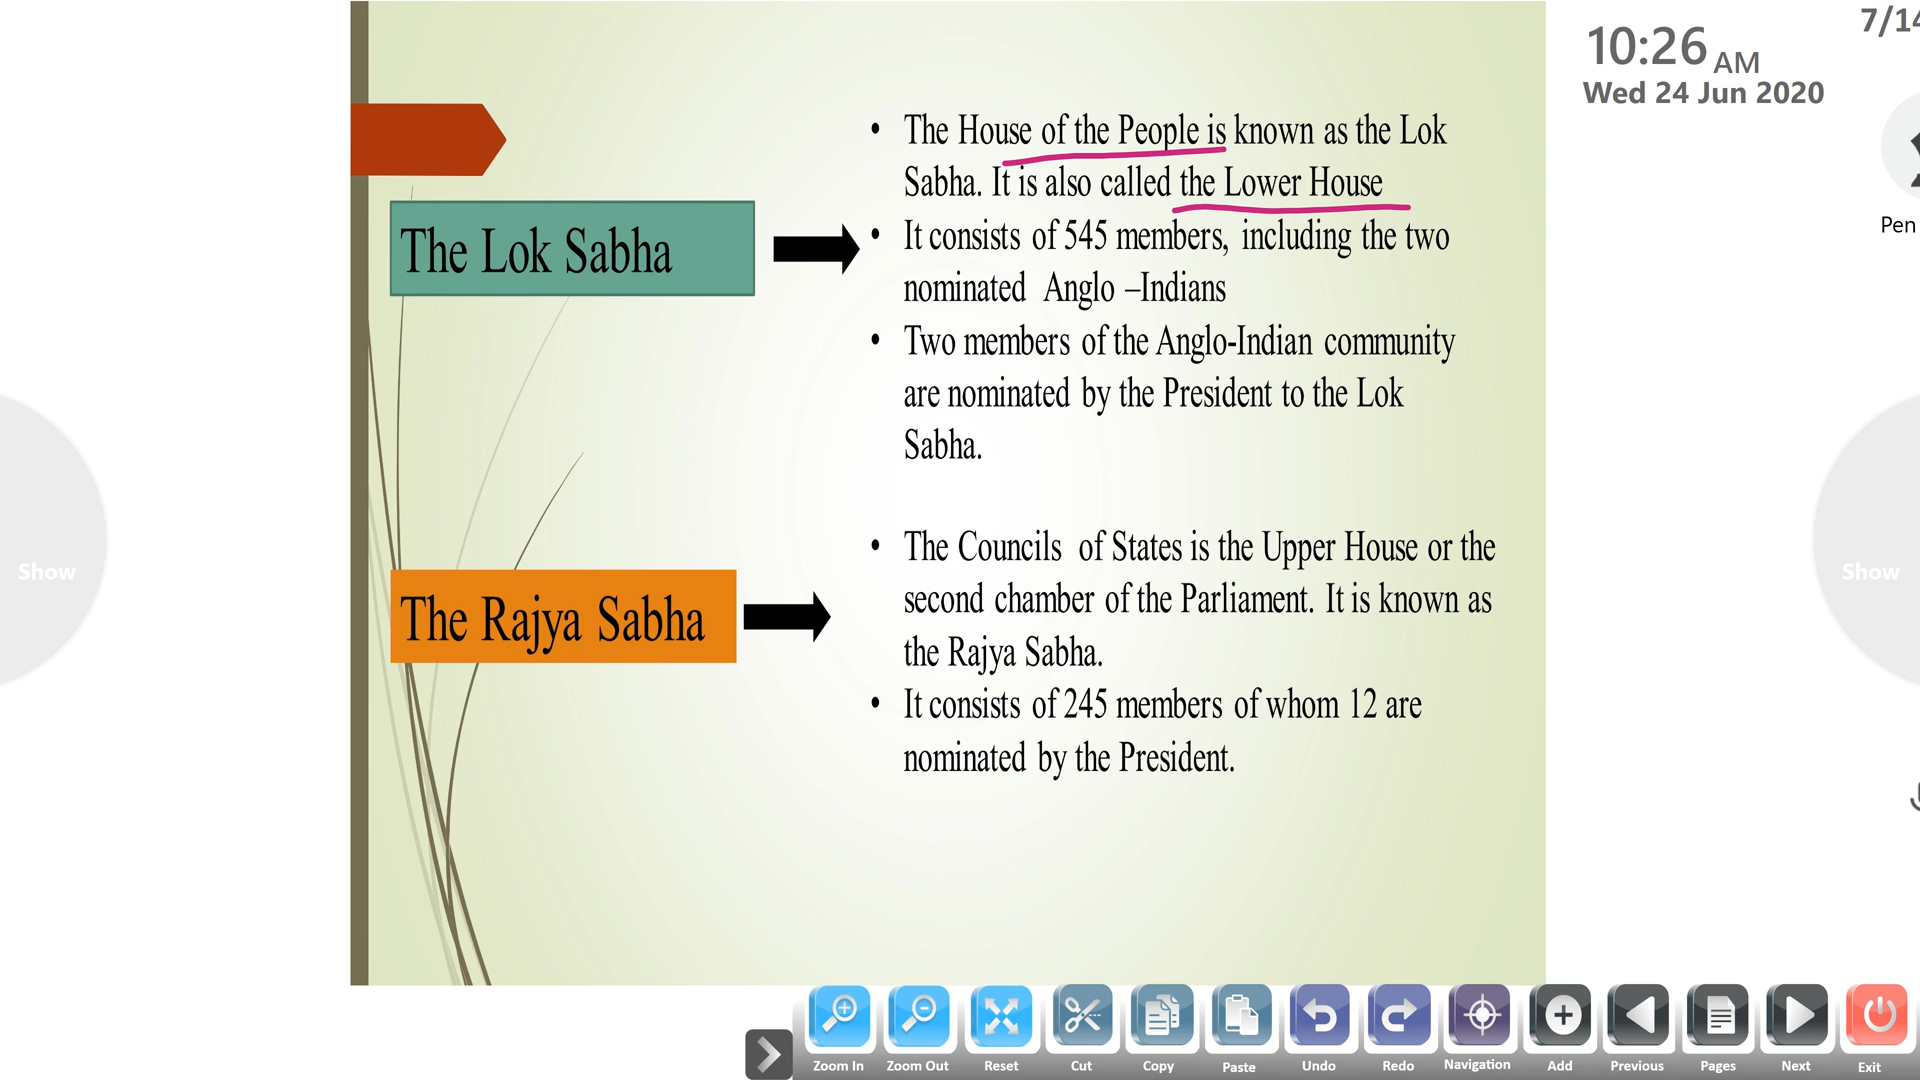 10:26 AM
Wed 24 Jun 2020
7/14
Pen
The Lok Sabha
• The House of the People is known as the Lok
Sabha. It is also called the Lower House
• It consists of 545 members, including the two
nominated Anglo –Indians
• Two members of the Anglo-Indian community
are nominated by the President to the Lok
Sabha.
The Rajya Sabha
• The Councils of States is the Upper House or the
second chamber of the Parliament. It is known as
the Rajya Sabha.
• It consists of 245 members of whom 12 are
nominated by the President.
Show
Show
Zoom In Zoom Out Reset Cut Copy Paste Undo Redo Navigation Add Previous Pages Next Exit